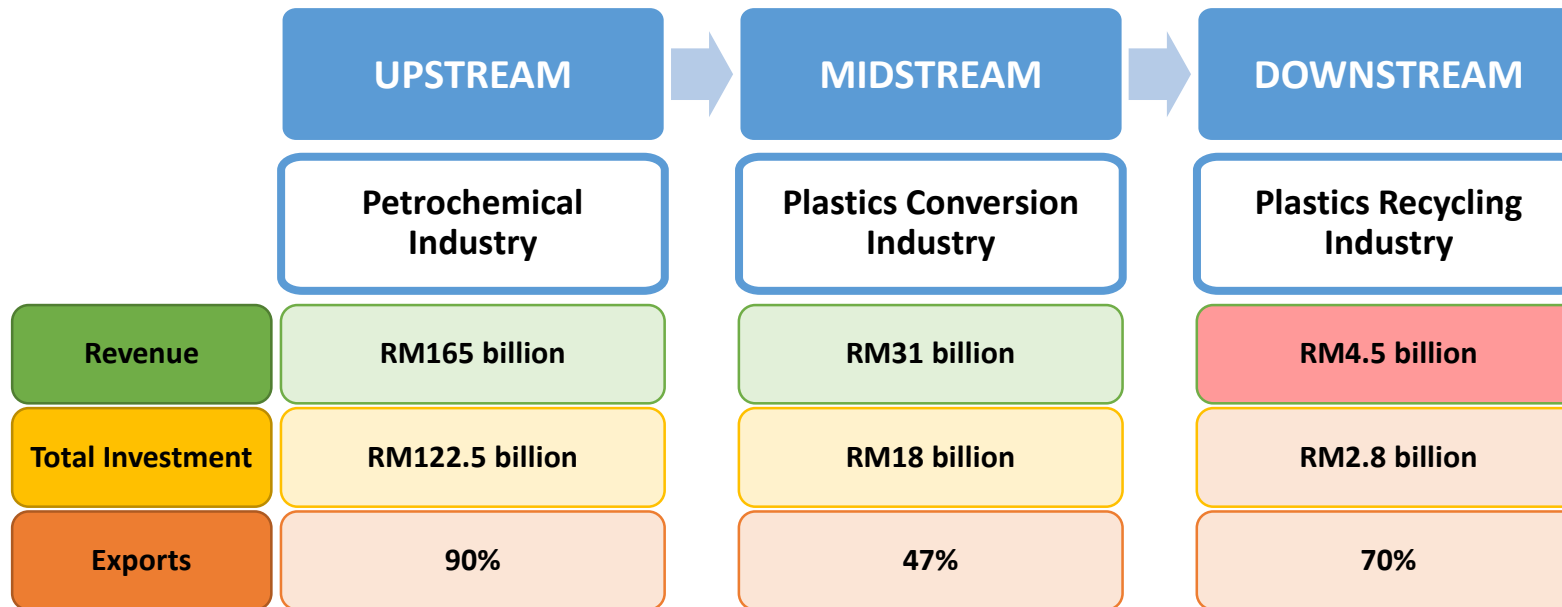 UPSTREAM
MIDSTREAM
DOWNSTREAM
Petrochemical
Industry
Plastics Conversion
Industry
Plastics Recycling
Industry
Revenue
RM165 billion
RM31 billion
RM4.5 billion
Total Investment
RM122.5 billion
RM18 billion
RM2.8 billion
Exports
90%
47%
70%